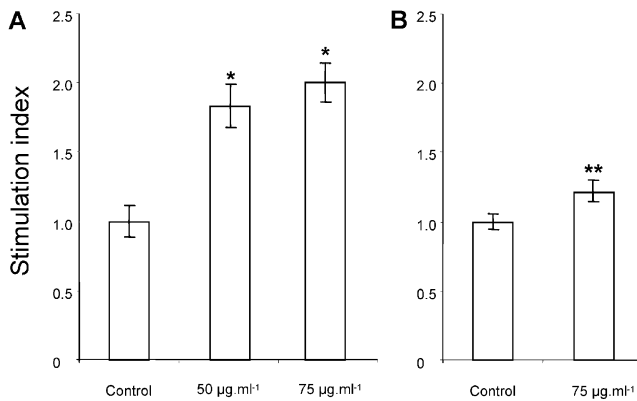 A
Stimulation index
2.5
2.0
1.5
1.0
0.5
0
*
*
Control
50 µg.ml⁻¹
75 µg.ml⁻¹
B
2.5
2.0
1.5
1.0
0.5
0
**
Control
75 µg.ml⁻¹